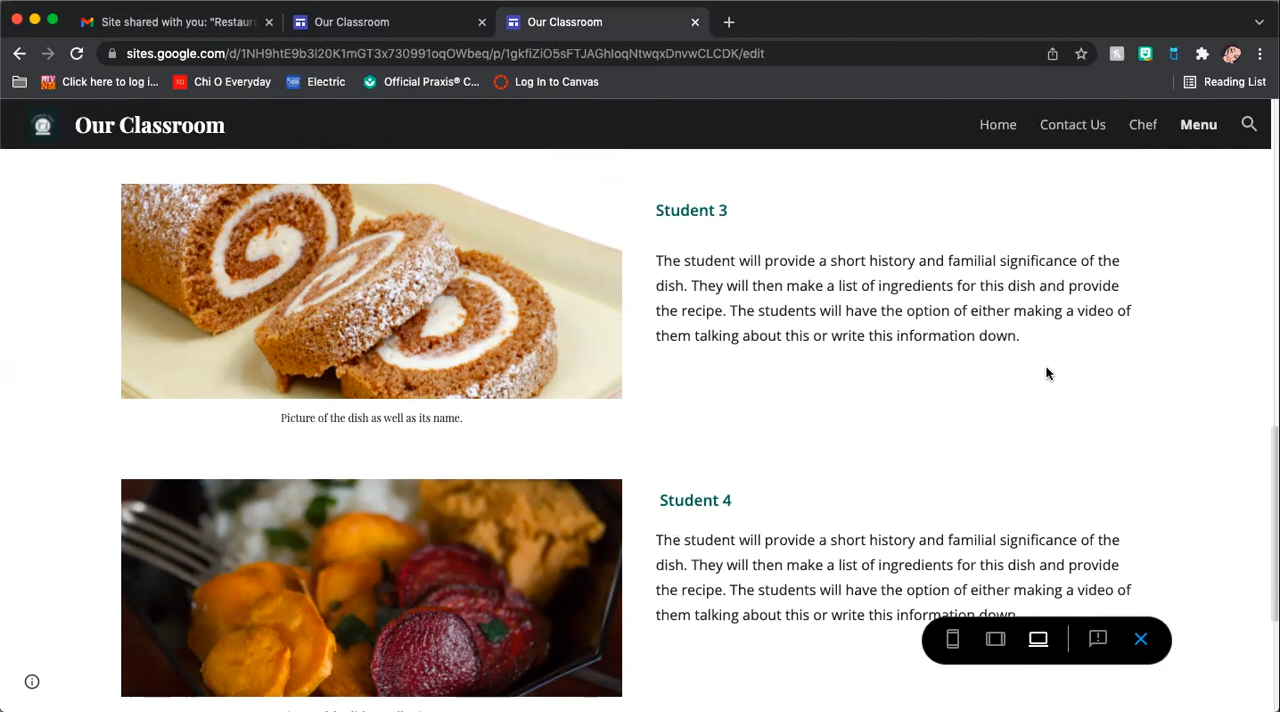 Site shared with you: "Restaur
Our Classroom
Our Classroom
sites.google.com/d/1NH9htE9b3l20K1mGT3x730991oqOWbeq/p/1gkfiZiO5sFTJAGhIoqNtwqxDnvwCLCDK/edit
Click here to log i...
Chi O Everyday
Electric
Official Praxis® C...
Log In to Canvas
Reading List
Our Classroom
Home
Contact Us
Chef
Menu
Student 3
The student will provide a short history and familial significance of the
dish. They will then make a list of ingredients for this dish and provide
the recipe. The students will have the option of either making a video of
them talking about this or write this information down.
Picture of the dish as well as its name.
Student 4
The student will provide a short history and familial significance of the
dish. They will then make a list of ingredients for this dish and provide
the recipe. The students will have the option of either making a video of
them talking about this or write this information down.